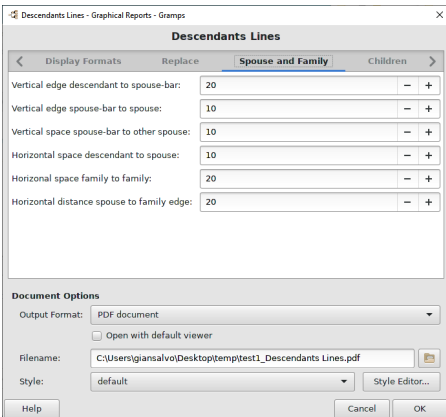 Descendants Lines - Graphical Reports - Gramps
Descendants Lines
Display Formats Replace Spouse and Family Children
Vertical edge descendant to spouse-bar: 20
Vertical edge spouse-bar to spouse: 10
Vertical space spouse-bar to other spouse: 10
Horizontal space descendant to spouse: 10
Horizonal space family to family: 20
Horizontal distance spouse to family edge: 20
Document Options
Output Format: PDF document
Open with default viewer
Filename: C:\Users\giansalvo\Desktop\temp\test1_Descendants Lines.pdf
Style: default Style Editor...
Help Cancel OK